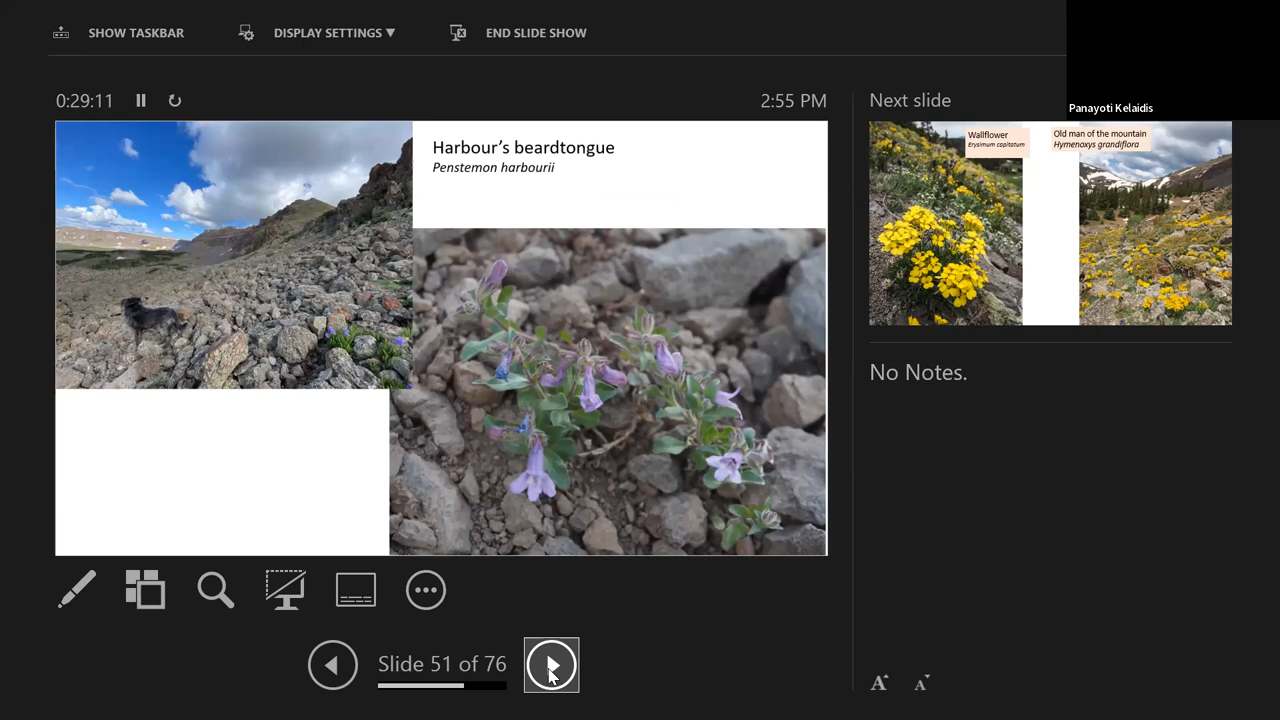 SHOW TASKBAR
DISPLAY SETTINGS ▼
END SLIDE SHOW
0:29:11
2:55 PM
Next slide
Panayoti Kelaidis
Harbour's beardtongue
Penstemon harbourii
Wallflower
Erysimum capitatum
Old man of the mountain
Hymenoxys grandiflora
No Notes.
Slide 51 of 76
A A